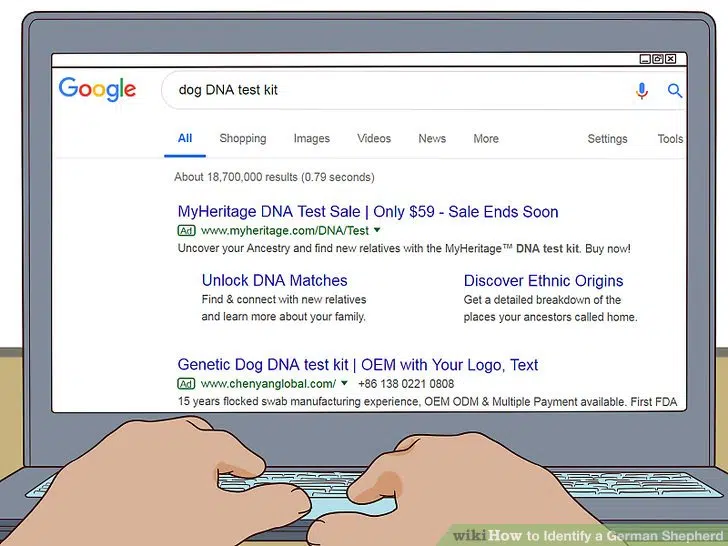 Google
dog DNA test kit
All Shopping Images Videos News More Settings Tools
About 18,700,000 results (0.79 seconds)
MyHeritage DNA Test Sale | Only $59 - Sale Ends Soon
Ad www.myheritage.com/DNA/Test
Uncover your Ancestry and find new relatives with the MyHeritage™ DNA test kit. Buy now!
Unlock DNA Matches
Find & connect with new relatives
and learn more about your family.
Discover Ethnic Origins
Get a detailed breakdown of the
places your ancestors called home.
Genetic Dog DNA test kit | OEM with Your Logo, Text
Ad www.chenyanglobal.com/ +86 138 0221 0808
15 years flocked swab manufacturing experience, OEM ODM & Multiple Payment available. First FDA
wikiHow to Identify a German Shepherd